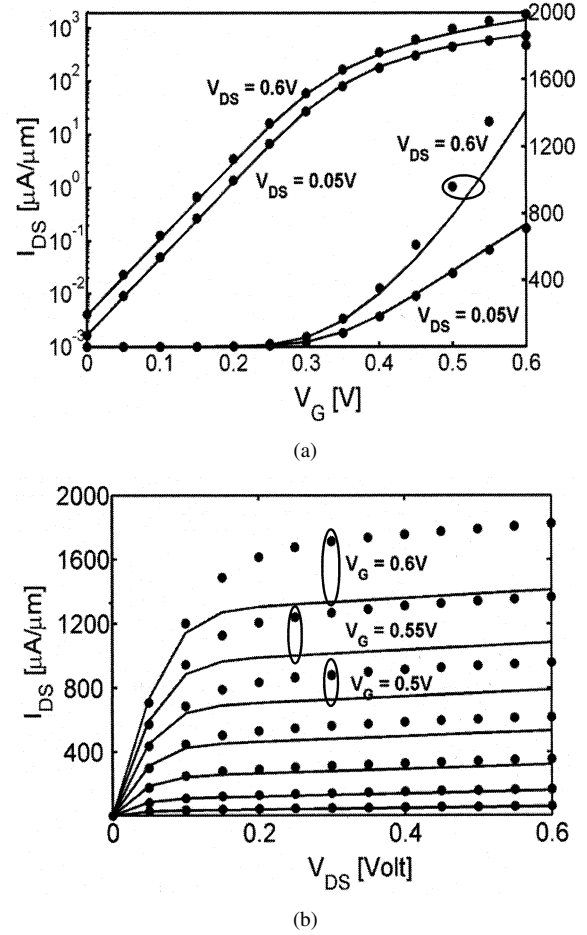 10³
10²
10¹
10⁰
10⁻¹
10⁻²
10⁻³
I_DS [μA/μm]
2000
1600
1200
800
400
V_DS = 0.6V
V_DS = 0.05V
V_DS = 0.6V
V_DS = 0.05V
0 0.1 0.2 0.3 0.4 0.5 0.6
V_G [V]
(a)
2000
1600
1200
800
400
I_DS [μA/μm]
V_G = 0.6V
V_G = 0.55V
V_G = 0.5V
0 0.2 0.4 0.6
V_DS [Volt]
(b)